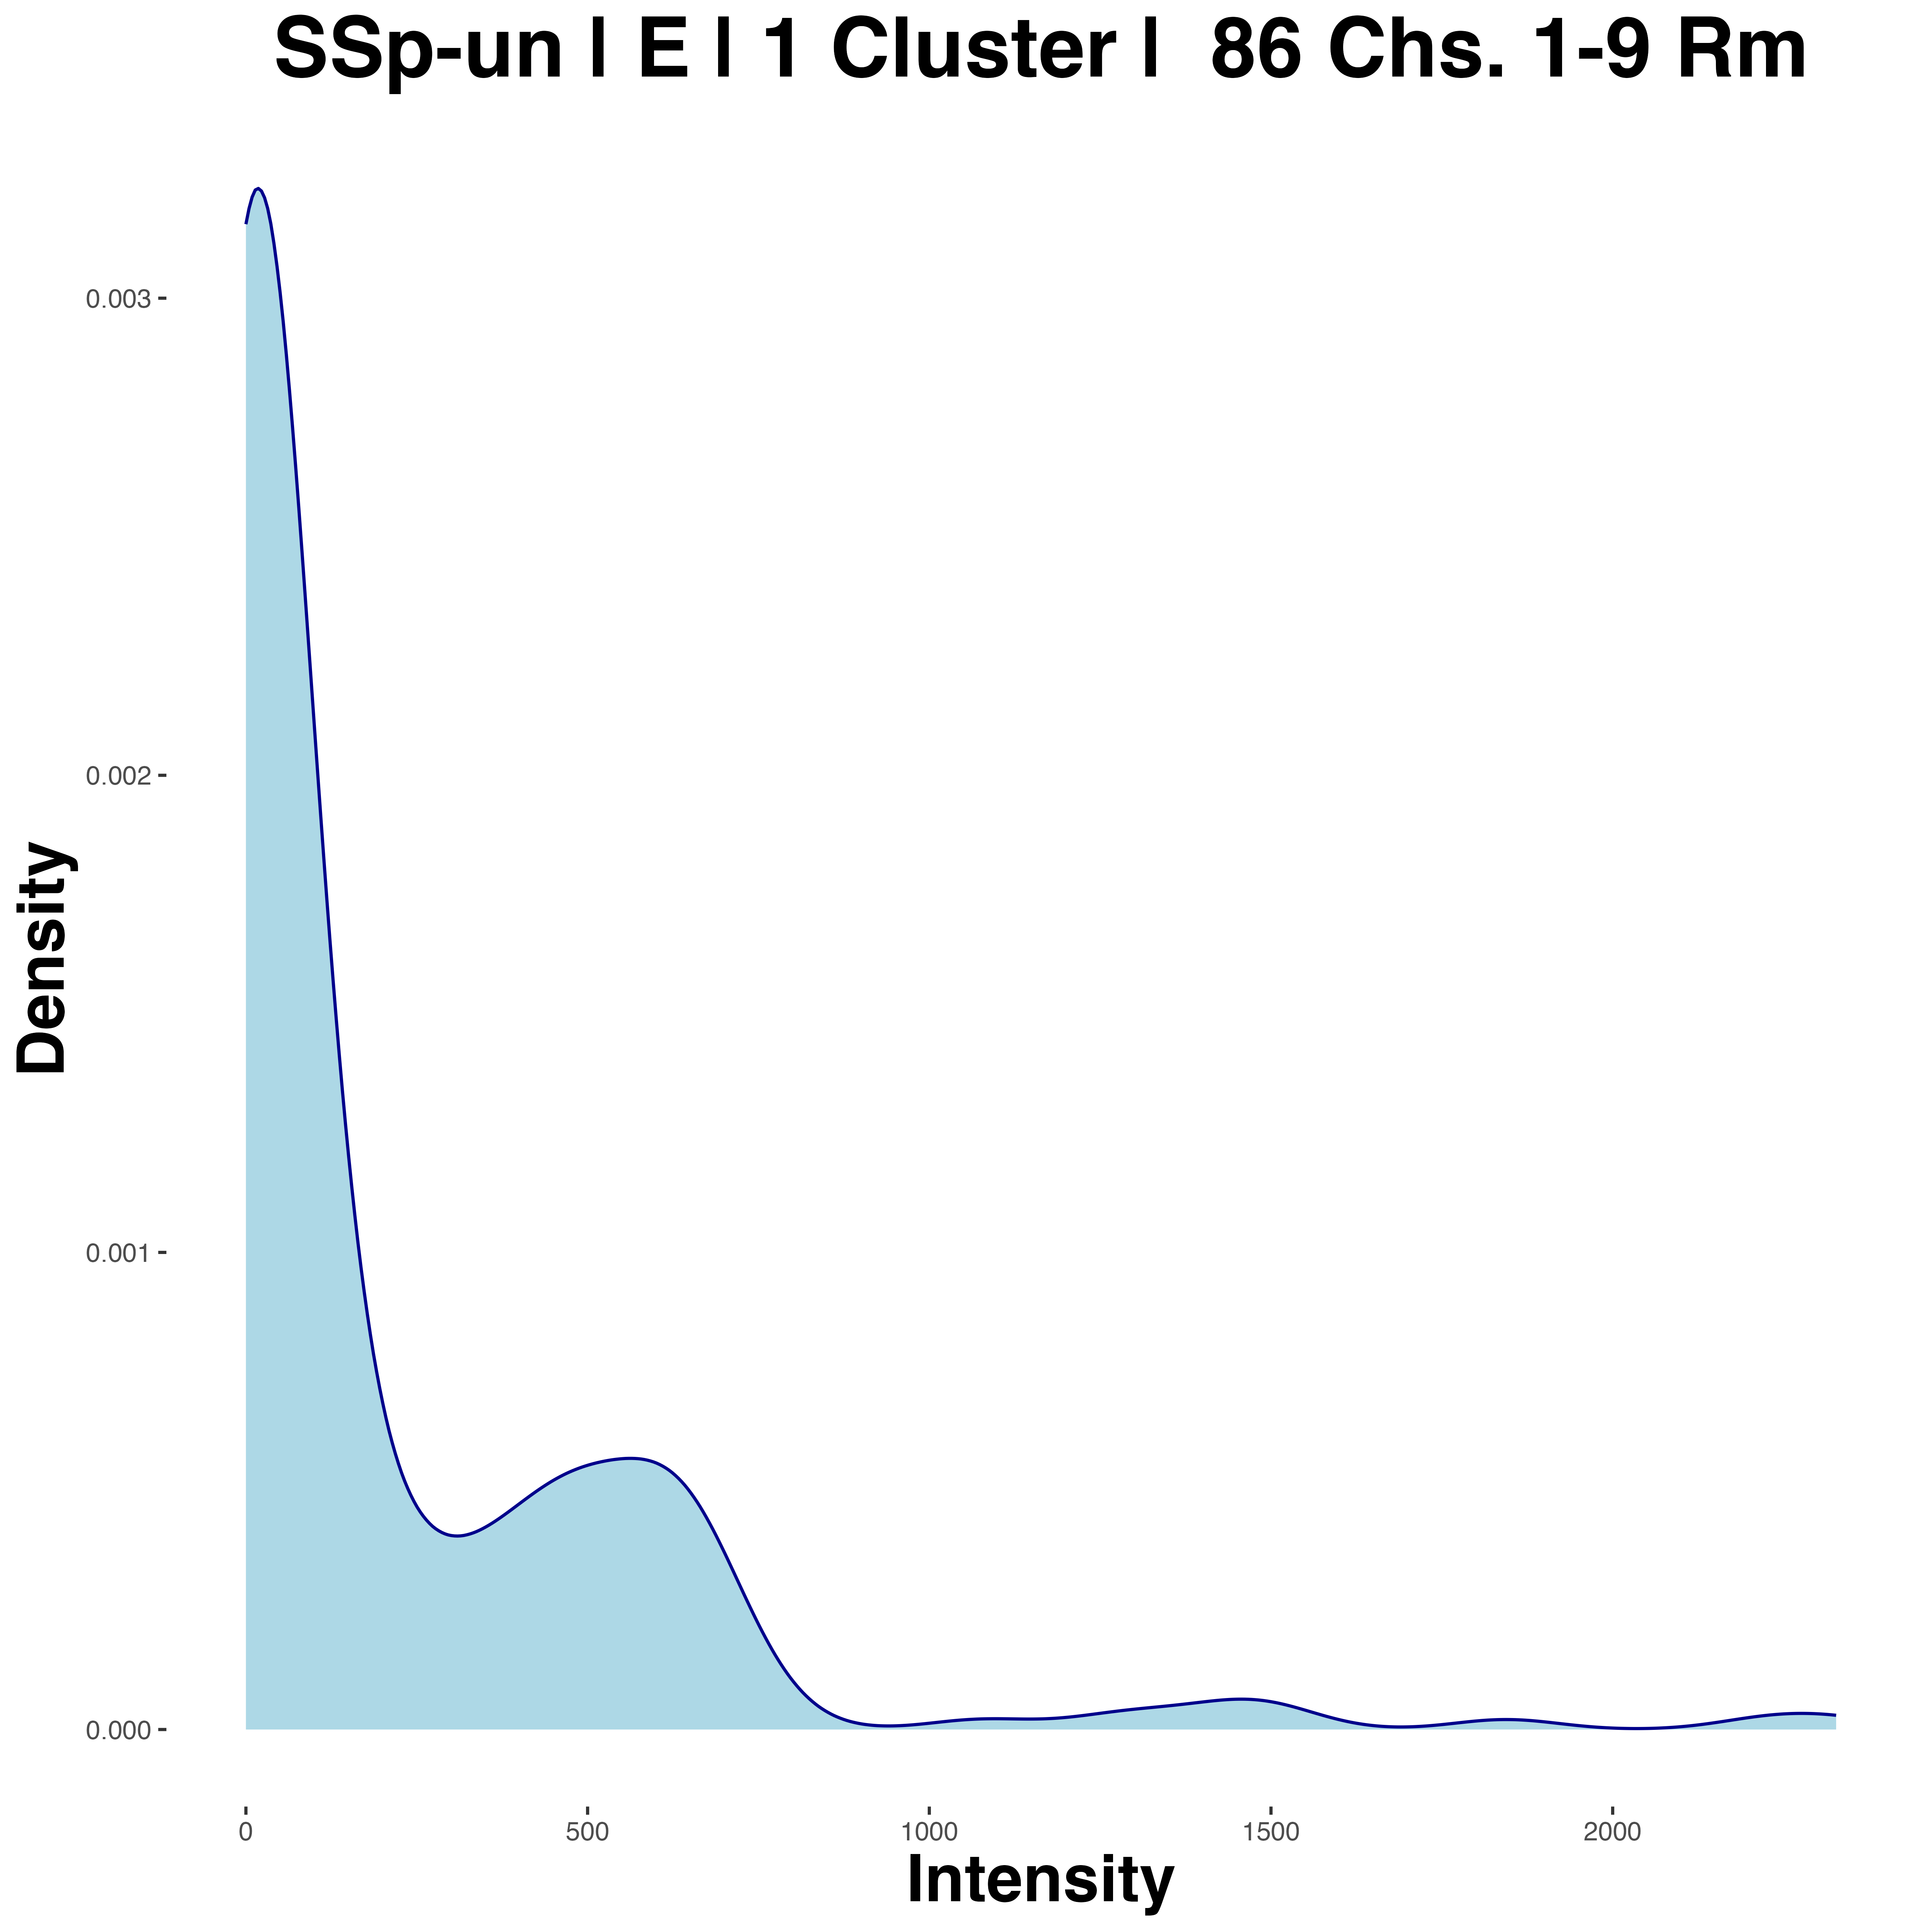 SSp-un | E | 1 Cluster |  86 Chs. 1-9 Rm
0.003
0.002
0.001
0.000
Density
0 500 1000 1500 2000
Intensity